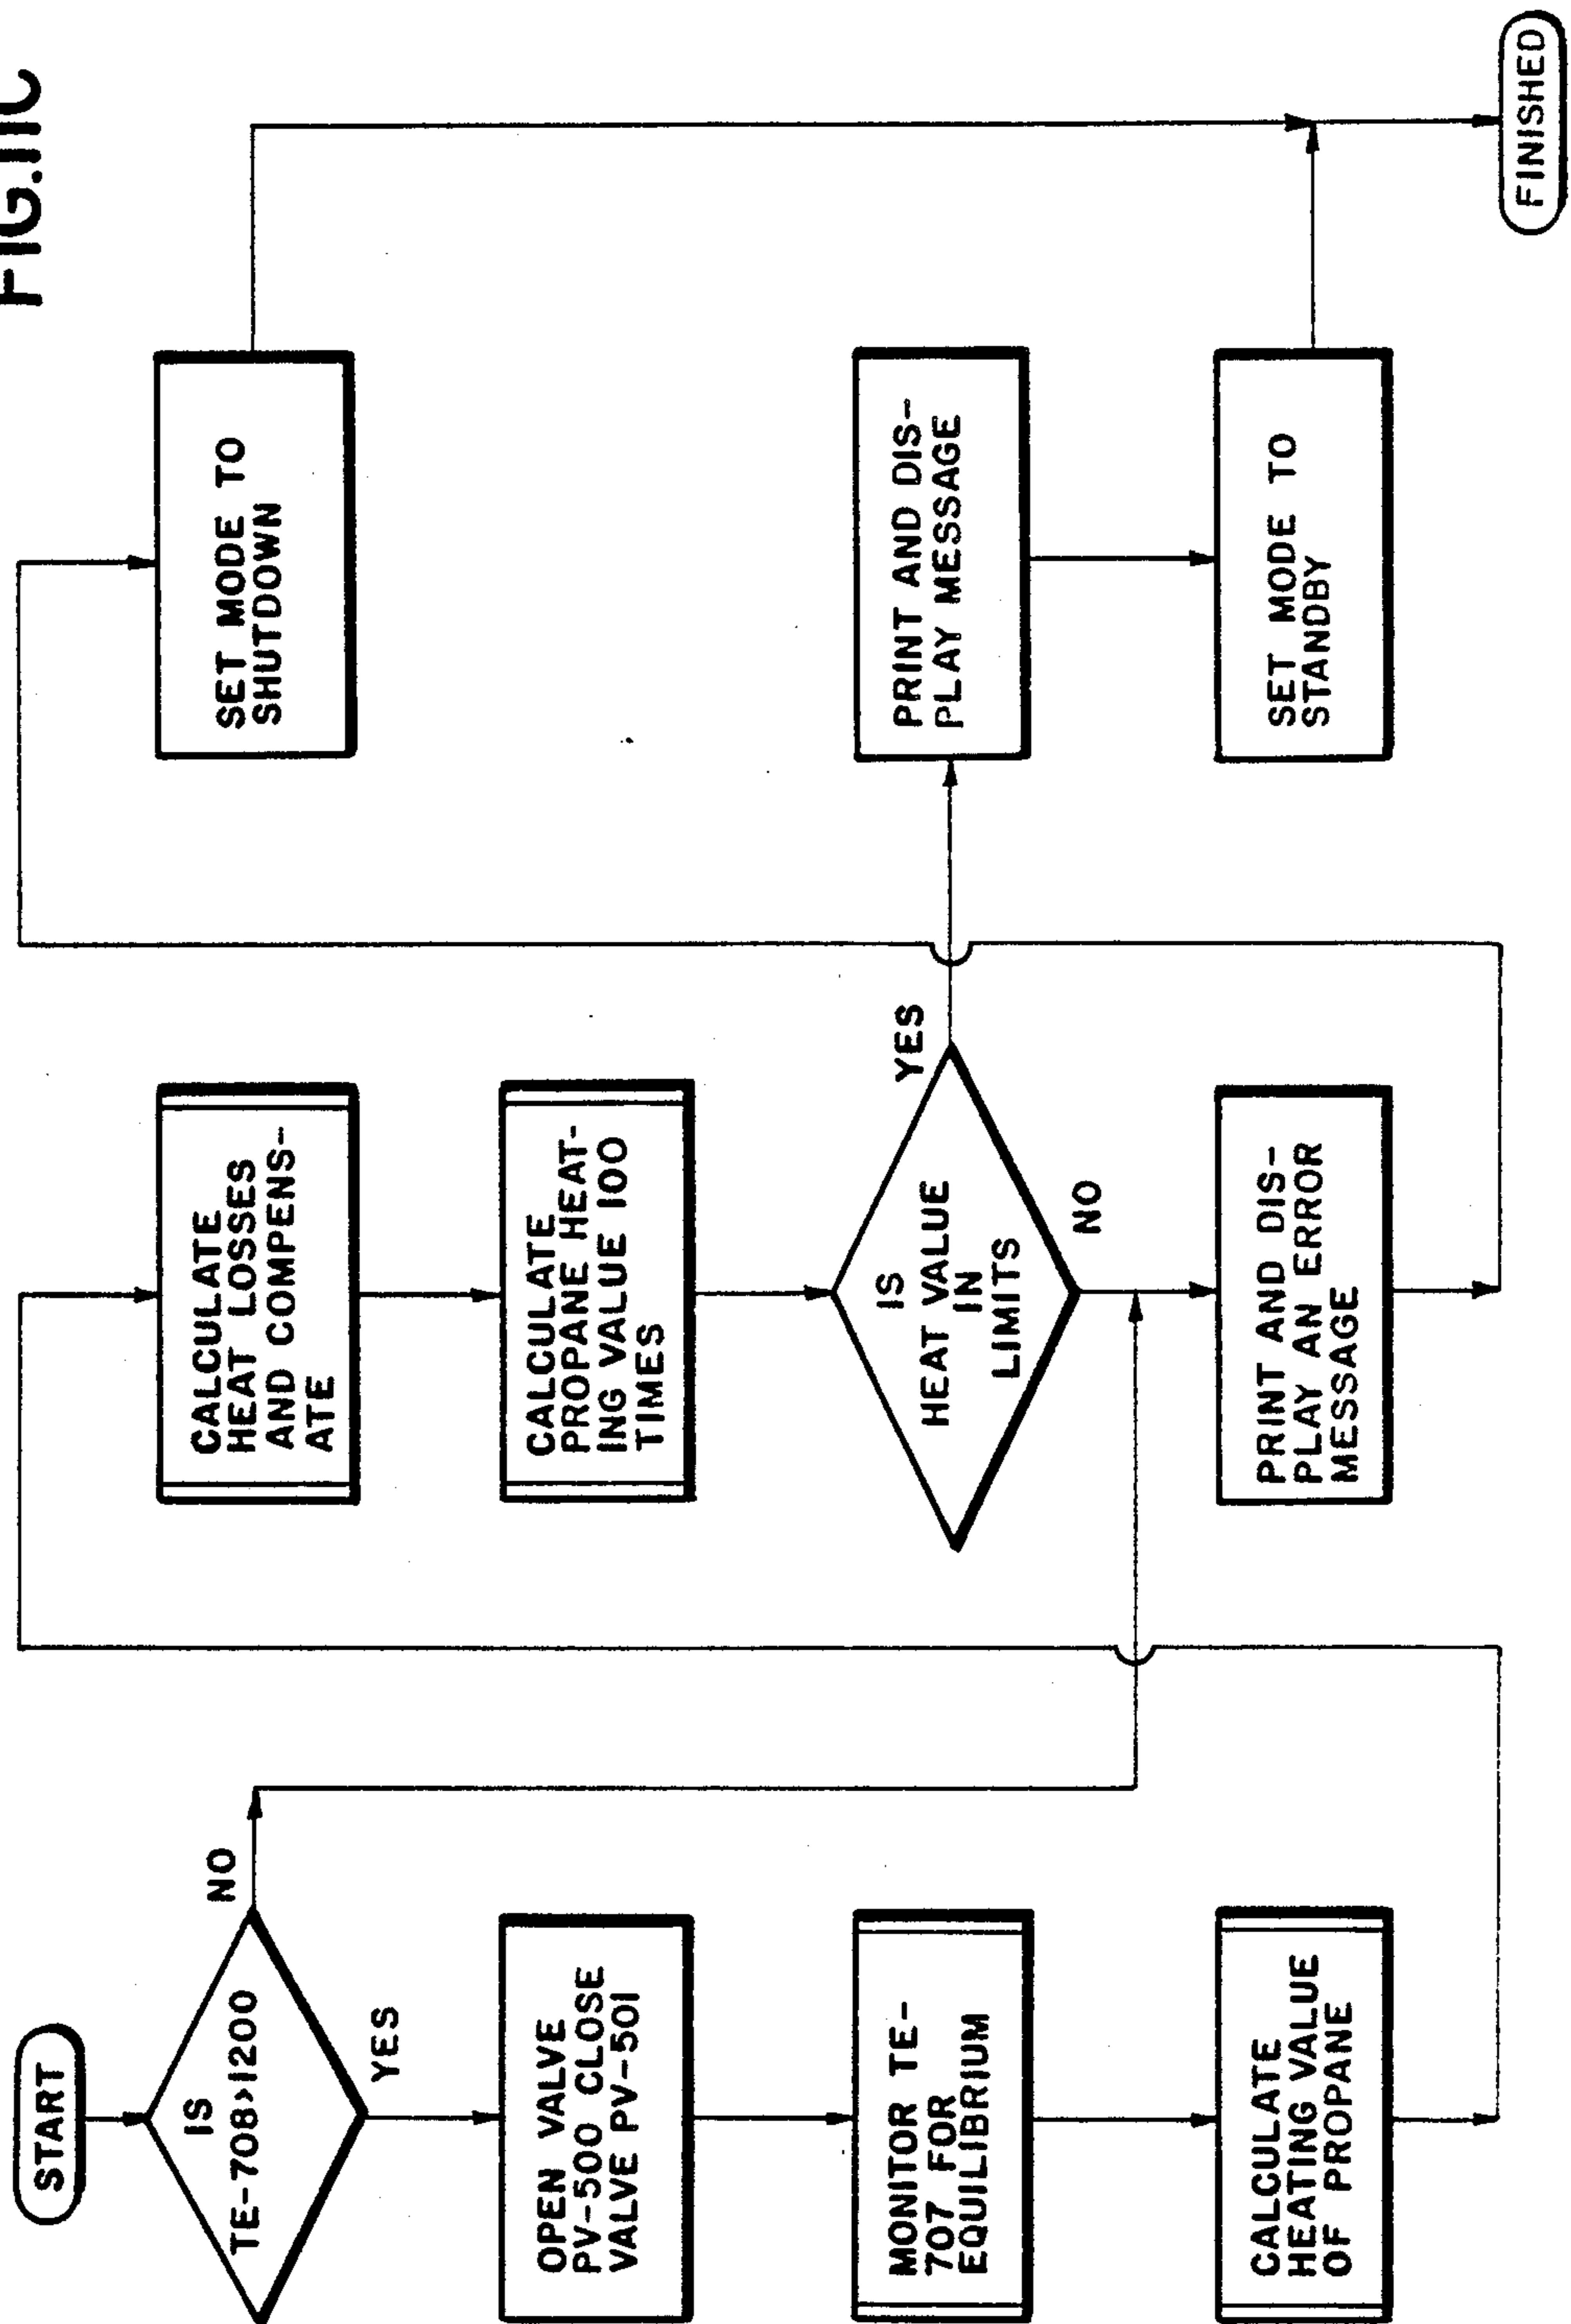 FIG.11C
START
IS
TE-708>1200
NO
YES
OPEN VALVE
PV-500 CLOSE
VALVE PV-501
MONITOR TE-
707 FOR
EQUILIBRIUM
CALCULATE
HEATING VALUE
OF PROPANE
CALCULATE
HEAT LOSSES
AND COMPENS-
ATE
CALCULATE
PROPANE HEAT-
ING VALUE 100
TIMES
IS
HEAT VALUE
IN
LIMITS
YES
NO
PRINT AND DIS-
PLAY AN ERROR
MESSAGE
SET MODE TO
SHUTDOWN
PRINT AND DIS-
PLAY MESSAGE
SET MODE TO
STANDBY
FINISHED